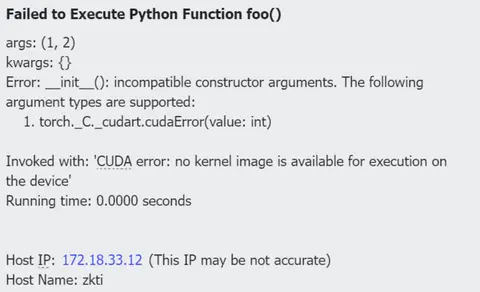 Failed to Execute Python Function foo()
args: (1, 2)
kwargs: {}
Error: __init__(): incompatible constructor arguments. The following
argument types are supported:
1. torch._C._cudart.cudaError(value: int)
Invoked with: 'CUDA error: no kernel image is available for execution on
the device'
Running time: 0.0000 seconds
Host IP: 172.18.33.12 (This IP may be not accurate)
Host Name: zkti